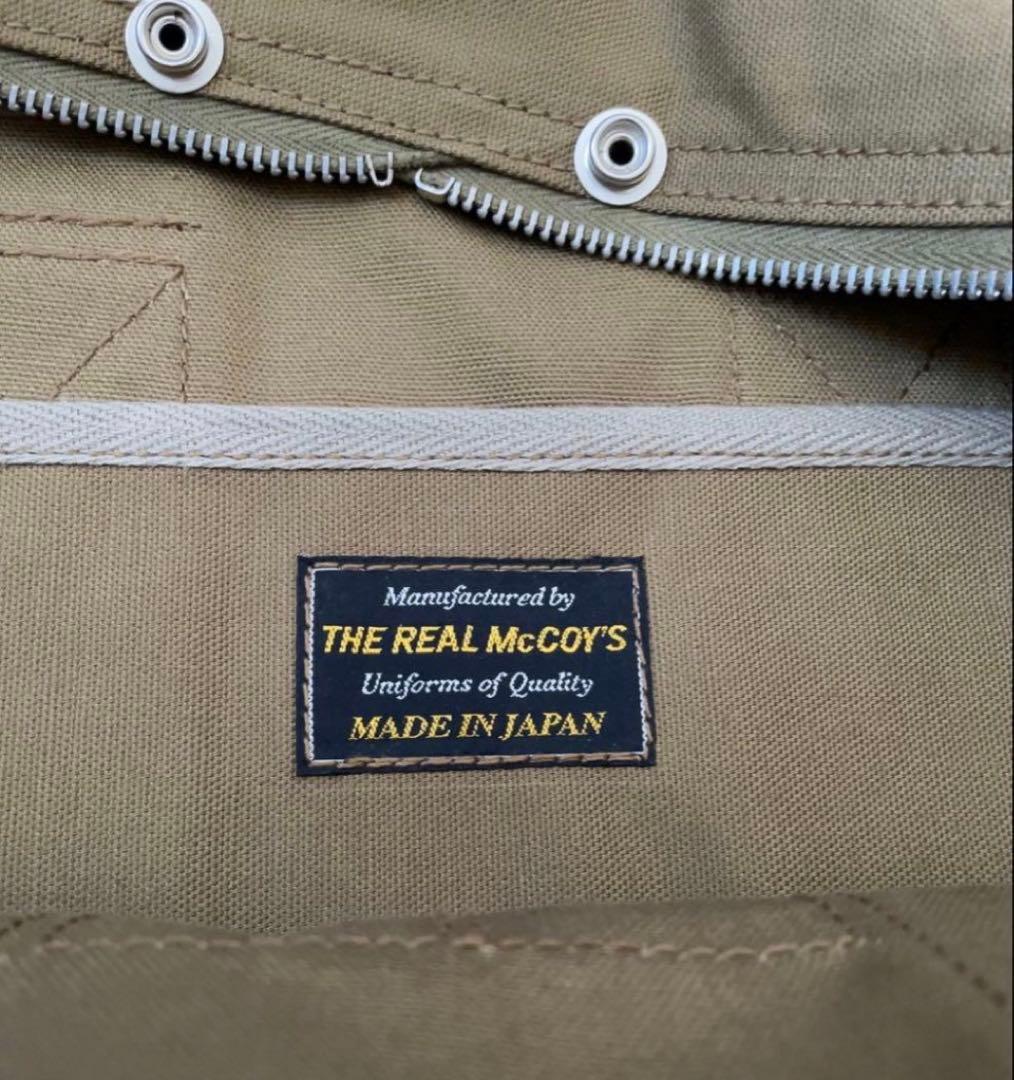 Manufactured by
THE REAL McCOY'S
Uniforms of Quality
MADE IN JAPAN